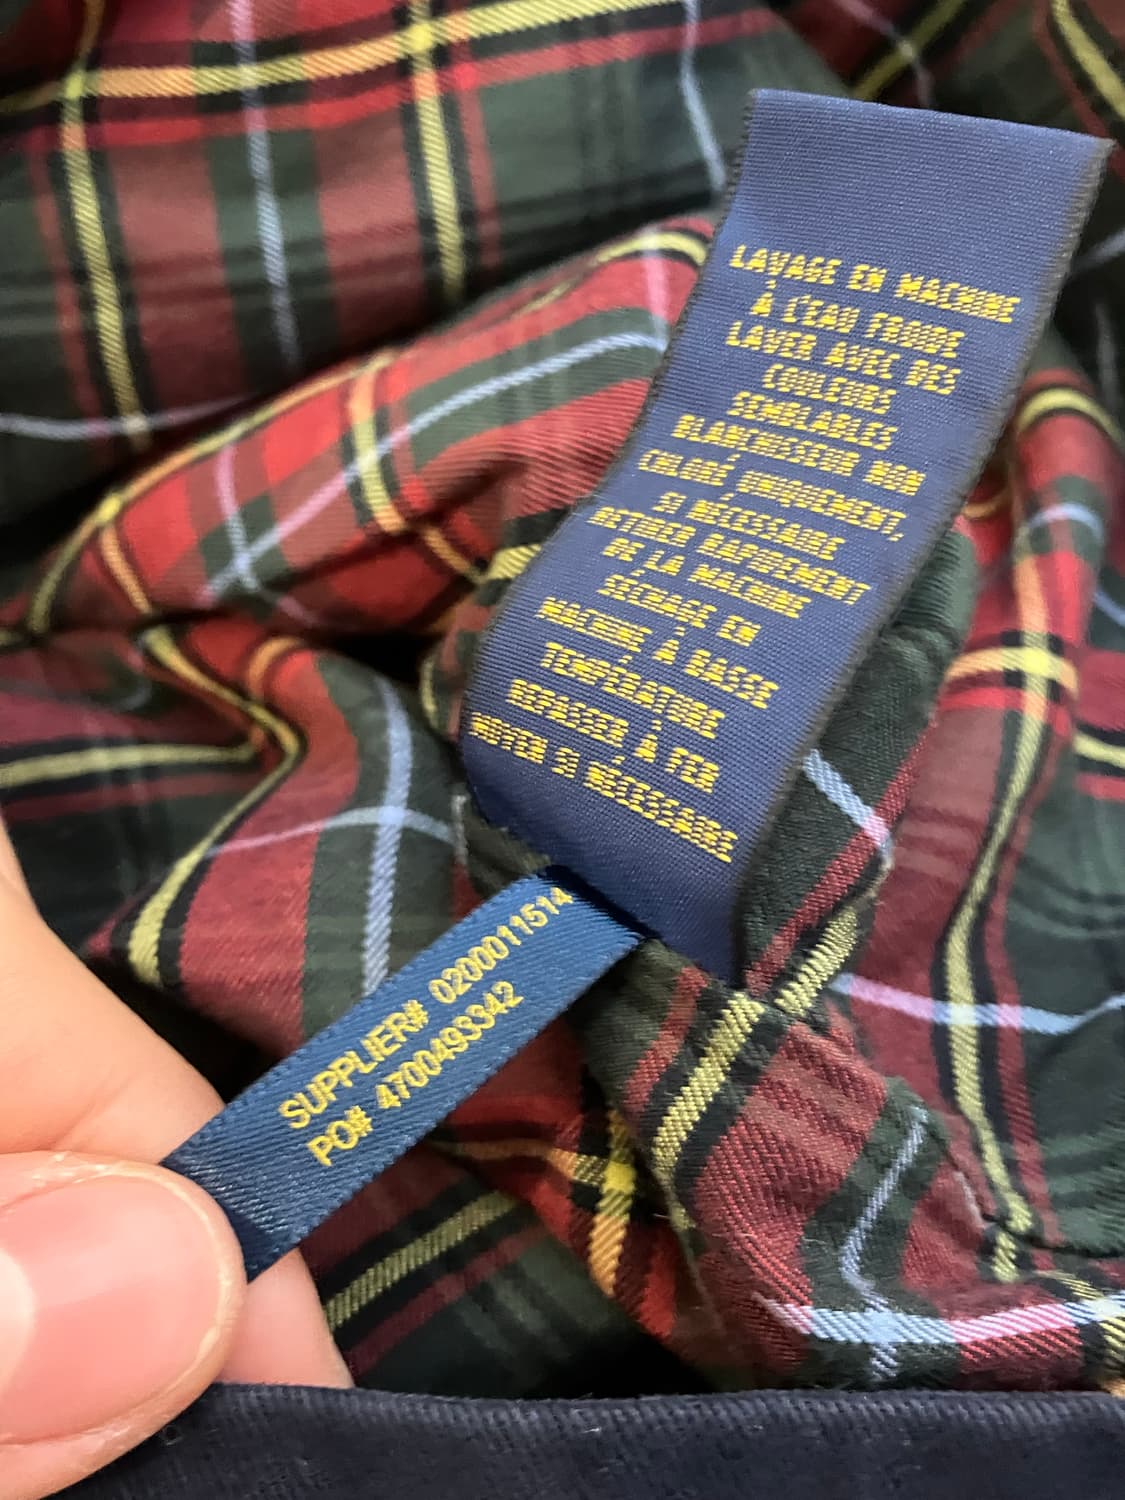 LAVAGE EN MACHINE
À L'EAU FROIDE
LAVER AVEC DES
COULEURS
SEMBLABLES
BLANCHISSEUR NON
CHLORÉ UNIQUEMENT,
SI NÉCESSAIRE
RETIRER RAPIDEMENT
DE LA MACHINE
SÉCHAGE EN
MACHINE À BASSE
TEMPÉRATURE
REPASSER À FER
MOYEN SI NÉCESSAIRE
SUPPLIER# 0200011514
PO# 4700493342